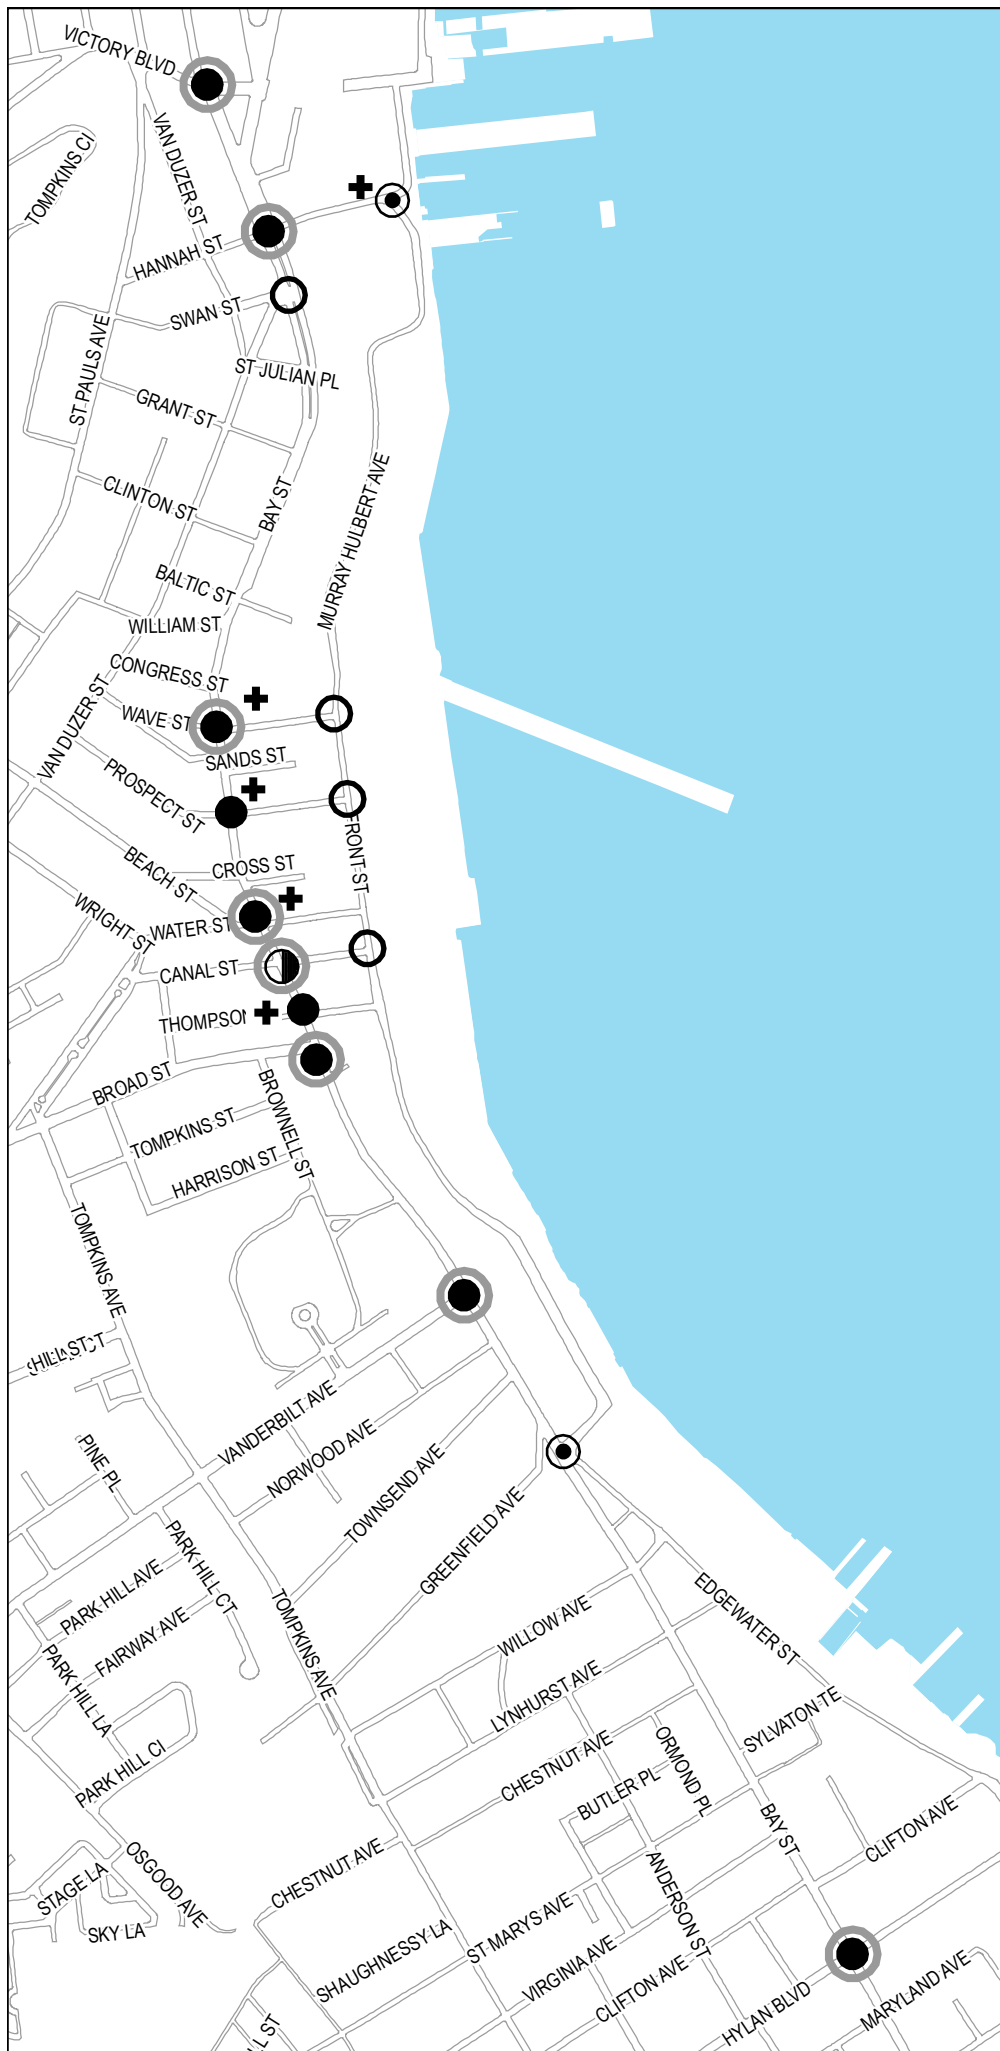 VICTORY BLVD
VAN DUZER ST
TOMPKINS CI
HANNAH ST
SWAN ST
ST PAULS AVE
ST JULIAN PL
GRANT ST
CLINTON ST
BAY ST
MURRAY HULBERT AVE
BALTIC ST
WILLIAM ST
CONGRESS ST
VAN DUZER ST
WAVE ST
SANDS ST
PROSPECT ST
FRONT ST
BEACH ST
CROSS ST
WRIGHT ST
WATER ST
CANAL ST
THOMPSON
BROAD ST
BROWNELL ST
TOMPKINS ST
HARRISON ST
TOMPKINS AVE
HILL ST
CT
VANDERBILT AVE
NORWOOD AVE
PINE PL
TOWNSEND AVE
GREENFIELD AVE
PARK HILL CT
PARK HILL AVE
FAIRWAY AVE
TOMPKINS AVE
EDGEWATER ST
WILLOW AVE
PARK HILL LA
LYNHURST AVE
SYLVATON TE
CHESTNUT AVE
ORMOND PL
PARK HILL CI
BUTLER PL
BAY ST
CLIFTON AVE
OSGOOD AVE
CHESTNUT AVE
STAGE LA
ANDERSON ST
SKY LA
ST MARYS AVE
SHAUGHNESSY LA
VIRGINIA AVE
CLIFTON AVE
HYLAN BLVD
MARYLAND AVE
LL ST